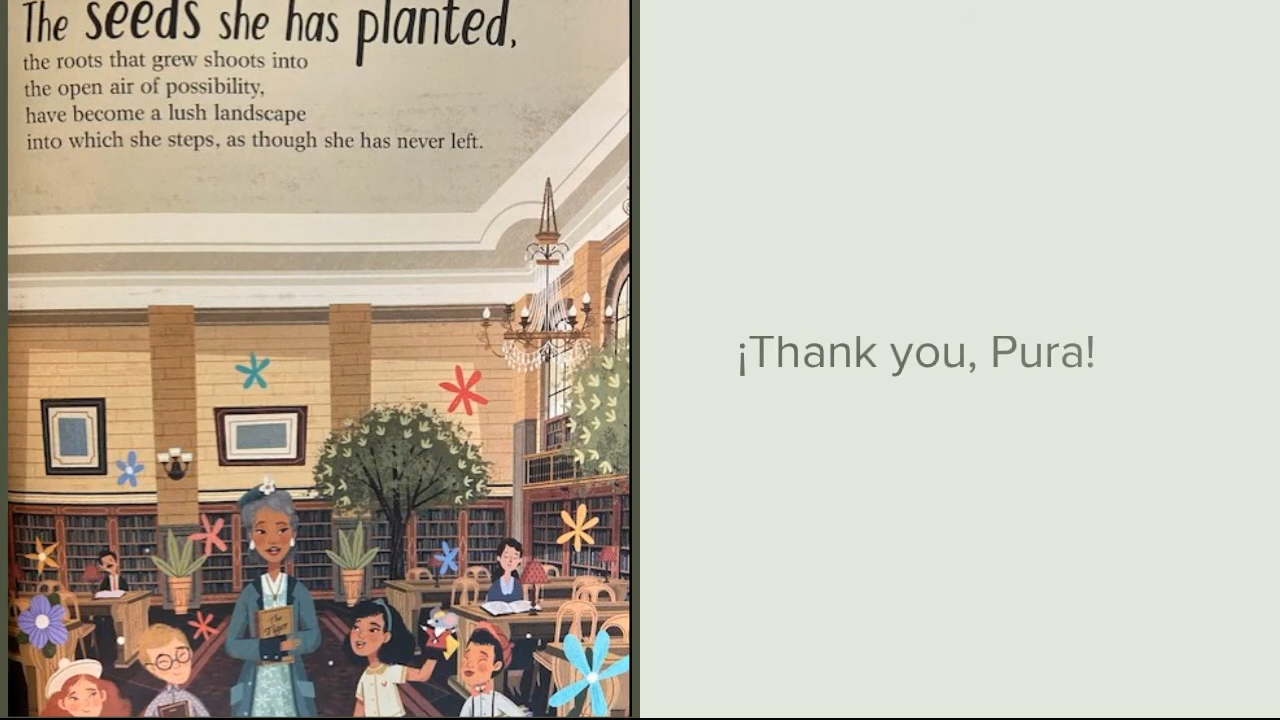 The seeds she has planted,
the roots that grew shoots into
the open air of possibility,
have become a lush landscape
into which she steps, as though she has never left.
¡Thank you, Pura!